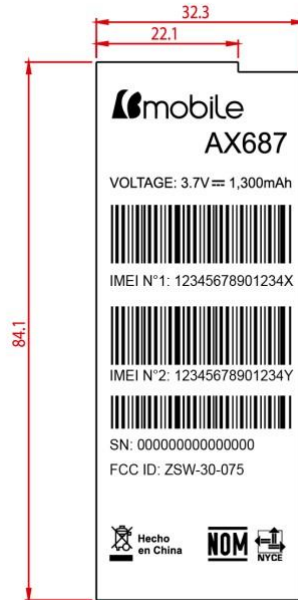 32.3
22.1
84.1
Bmobile
AX687
VOLTAGE: 3.7V⎓ 1,300mAh
IMEI N°1: 12345678901234X
IMEI N°2: 12345678901234Y
SN: 000000000000000
FCC ID: ZSW-30-075
Hecho
en China
NOM
NYCE